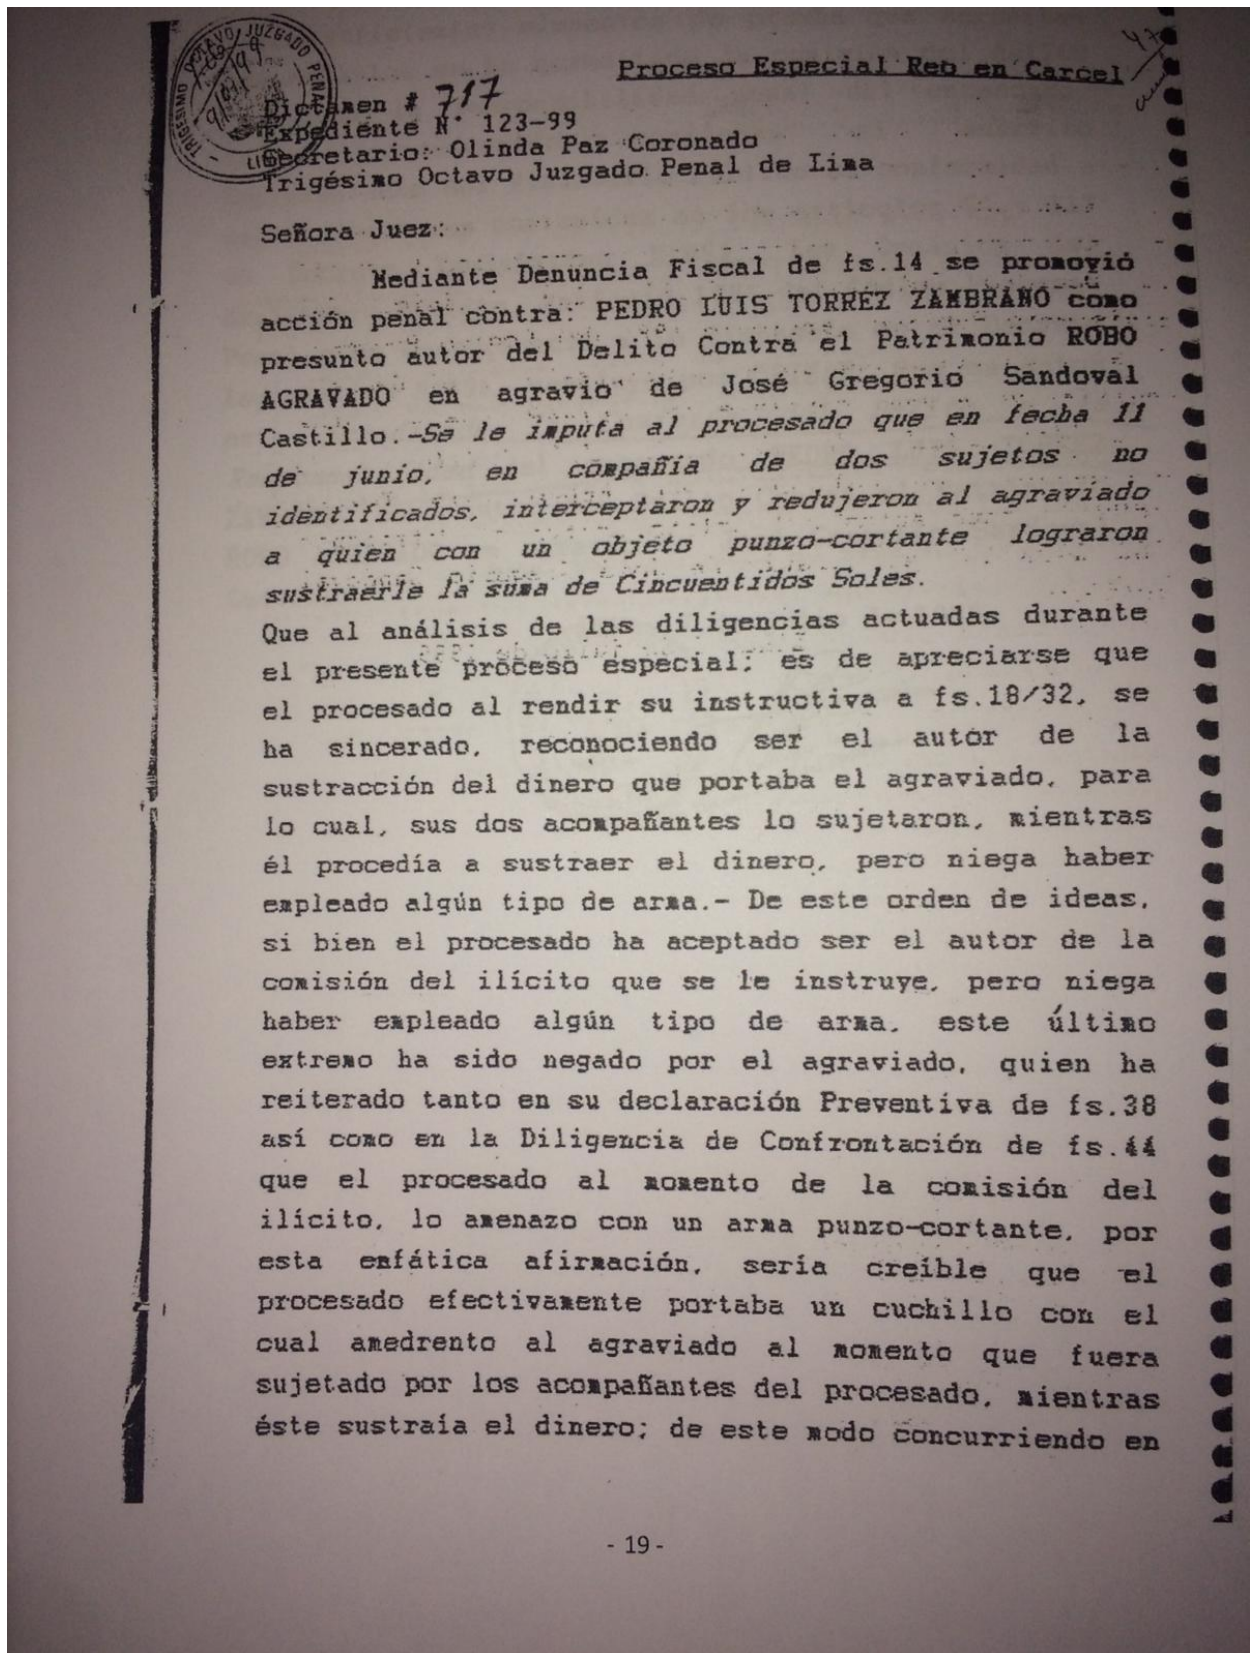 TRIGESIMO OCTAVO JUZGADO PENAL
LIMA
Proceso Especial Reo en Carcel
47
Dictamen # 717
Expediente N° 123-99
Secretario: Olinda Paz Coronado
Trigésimo Octavo Juzgado Penal de Lima
Señora Juez:
Mediante Denuncia Fiscal de fs.14 se promovió
acción penal contra: PEDRO LUIS TORREZ ZAMBRANO como
presunto autor del Delito Contra el Patrimonio ROBO
AGRAVADO en agravio de José Gregorio Sandoval
Castillo.-Se le imputa al procesado que en fecha 11
de junio, en compañia de dos sujetos no
identificados, interceptaron y redujeron al agraviado
a quien con un objeto punzo-cortante lograron
sustraerle la suma de Cincuentidos Soles.
Que al análisis de las diligencias actuadas durante
el presente proceso especial; es de apreciarse que
el procesado al rendir su instructiva a fs.18/32, se
ha sincerado, reconociendo ser el autor de la
sustracción del dinero que portaba el agraviado, para
lo cual, sus dos acompañantes lo sujetaron, mientras
él procedía a sustraer el dinero, pero niega haber
empleado algún tipo de arma.- De este orden de ideas,
si bien el procesado ha aceptado ser el autor de la
comisión del ilícito que se le instruye, pero niega
haber empleado algún tipo de arma, este último
extremo ha sido negado por el agraviado, quien ha
reiterado tanto en su declaración Preventiva de fs.38
así como en la Diligencia de Confrontación de fs.44
que el procesado al momento de la comisión del
ilícito, lo amenazo con un arma punzo-cortante, por
esta enfática afirmación, sería creíble que el
procesado efectivamente portaba un cuchillo con el
cual amedrento al agraviado al momento que fuera
sujetado por los acompañantes del procesado, mientras
éste sustraía el dinero; de este modo concurriendo en
- 19 -